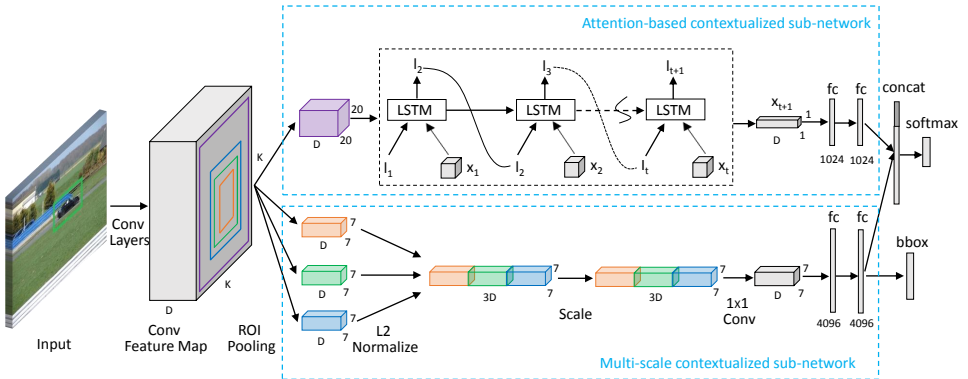 Attention-based contextualized sub-network
l2 l3 lt+1
20
LSTM LSTM LSTM
D 20
l1 x1 l2 x2 lt xt
xt+1
1
D 1
fc fc
1024 1024
concat
softmax
K
K
D
Conv
Layers
Input
Conv
Feature Map
ROI
Pooling
7
D 7
7
D 7
7
D 7
L2
Normalize
7
3D 7
Scale
7
3D 7
1x1
Conv
7
D 7
fc fc
4096 4096
bbox
Multi-scale contextualized sub-network